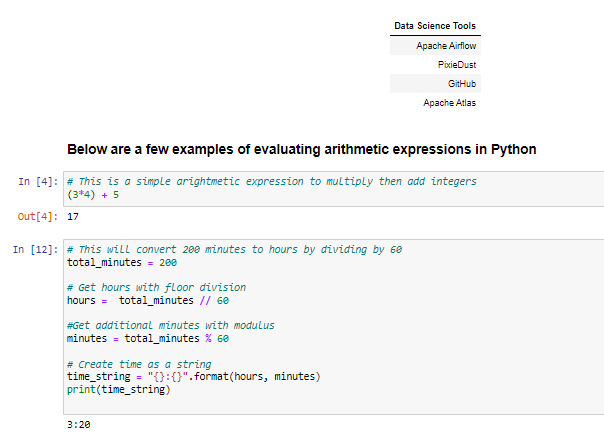 Data Science Tools
Apache Airflow
PixieDust
GitHub
Apache Atlas
Below are a few examples of evaluating arithmetic expressions in Python
In [4]: # This is a simple arightmetic expression to multiply then add integers
(3*4) + 5
Out[4]: 17
In [12]: # This will convert 200 minutes to hours by dividing by 60
total_minutes = 200
# Get hours with floor division
hours =  total_minutes // 60
#Get additional minutes with modulus
minutes = total_minutes % 60
# Create time as a string
time_string = "{}:{}".format(hours, minutes)
print(time_string)
3:20